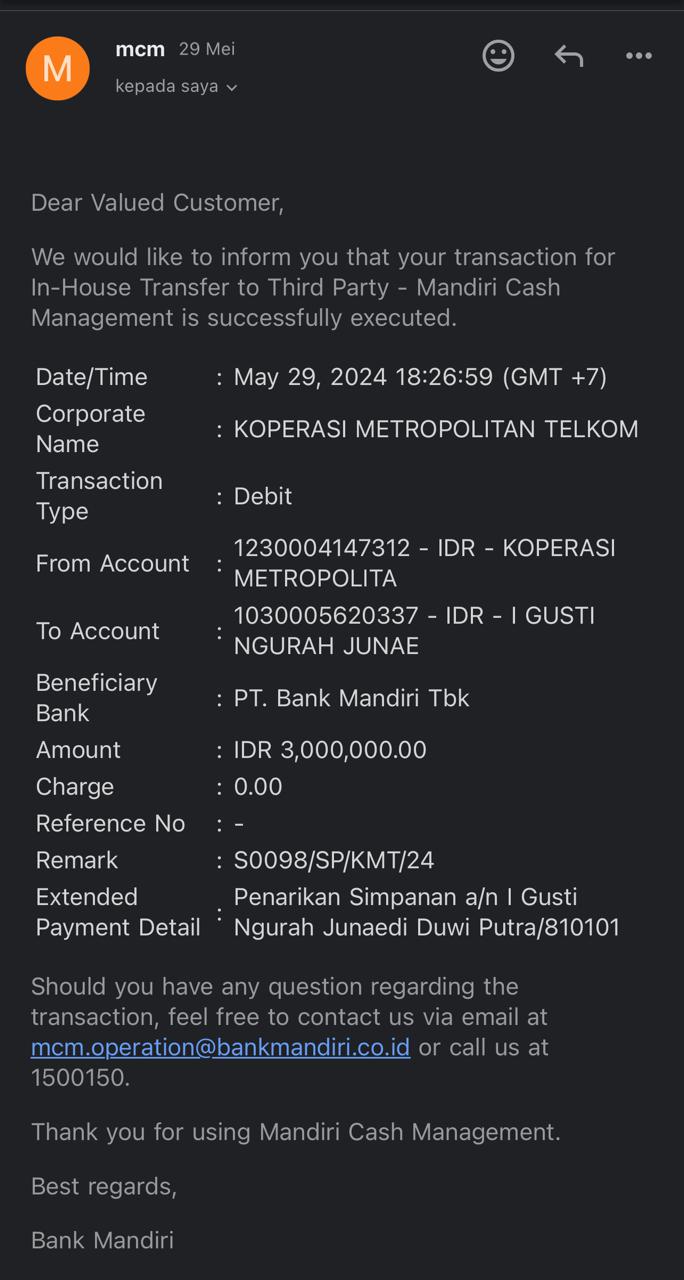 M
mcm 29 Mei
kepada saya
Dear Valued Customer,
We would like to inform you that your transaction for
In-House Transfer to Third Party - Mandiri Cash
Management is successfully executed.
Date/Time : May 29, 2024 18:26:59 (GMT +7)
Corporate
Name : KOPERASI METROPOLITAN TELKOM
Transaction
Type : Debit
From Account : 1230004147312 - IDR - KOPERASI
METROPOLITA
To Account : 1030005620337 - IDR - I GUSTI
NGURAH JUNAE
Beneficiary
Bank : PT. Bank Mandiri Tbk
Amount : IDR 3,000,000.00
Charge : 0.00
Reference No : -
Remark : S0098/SP/KMT/24
Extended : Penarikan Simpanan a/n I Gusti
Payment Detail Ngurah Junaedi Duwi Putra/810101
Should you have any question regarding the
transaction, feel free to contact us via email at
mcm.operation@bankmandiri.co.id or call us at
1500150.
Thank you for using Mandiri Cash Management.
Best regards,
Bank Mandiri